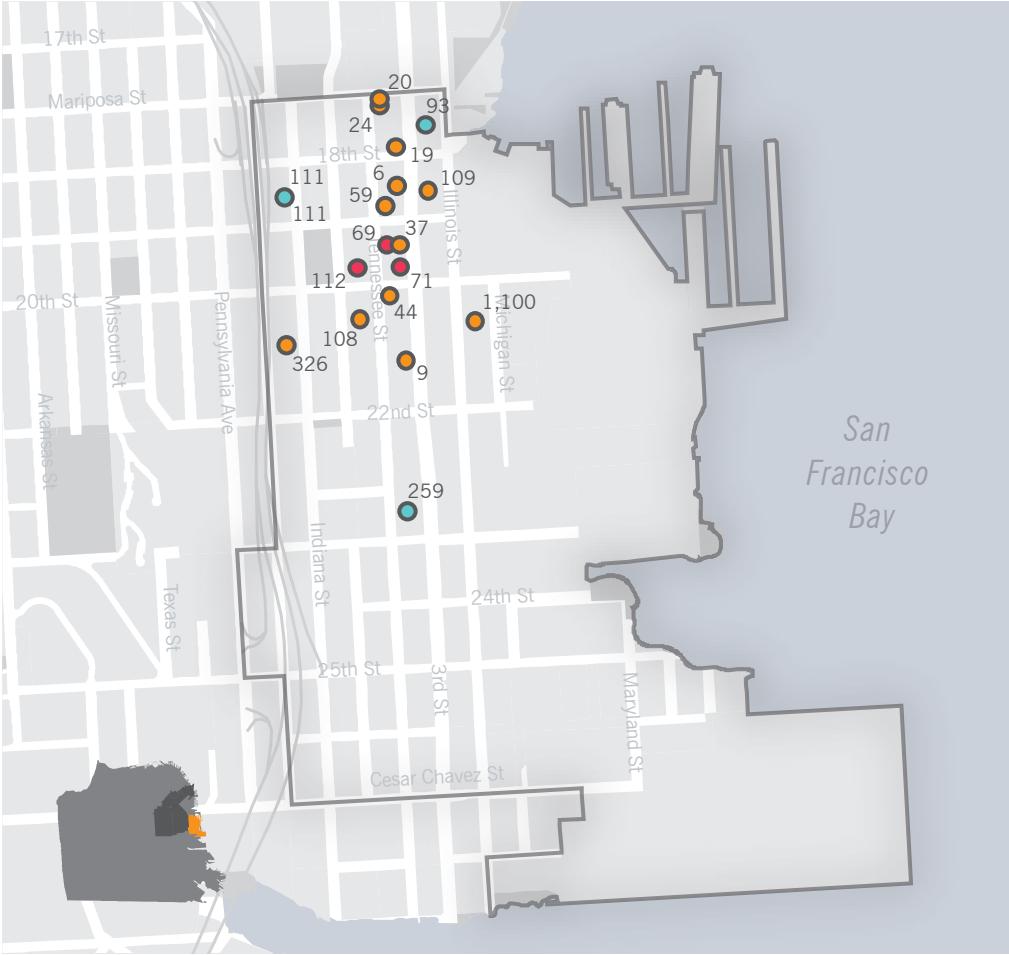 17th St
20
Mariposa St
93
24
18th St
19
6
111
109
59
111
Illinois St
37
69
Tennessee St
112
71
20th St
Missouri St
Pennsylvania Ave
1,100
44
Michigan St
108
326
9
Arkansas St
22nd St
San
Francisco
Bay
259
Indiana St
24th St
Texas St
25th St
3rd St
Maryland St
Cesar Chavez St